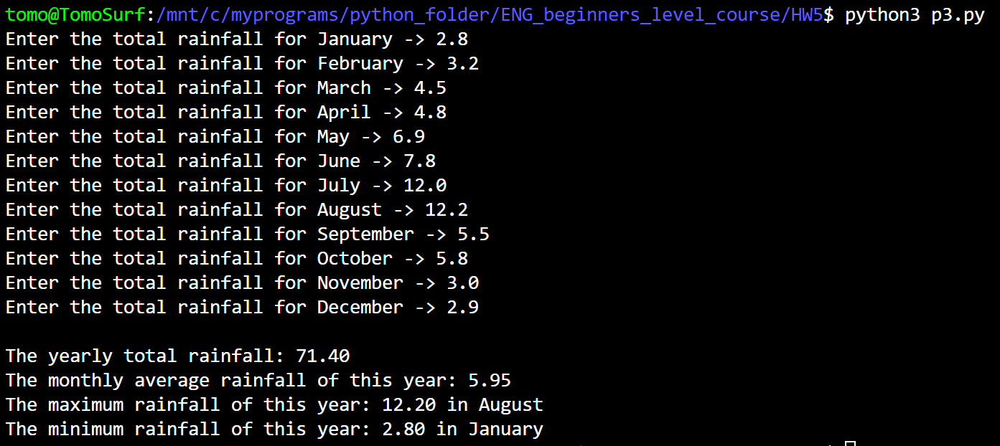 tomo@TomoSurf:/mnt/c/myprograms/python_folder/ENG_beginners_level_course/HW5$ python3 p3.py
Enter the total rainfall for January -> 2.8
Enter the total rainfall for February -> 3.2
Enter the total rainfall for March -> 4.5
Enter the total rainfall for April -> 4.8
Enter the total rainfall for May -> 6.9
Enter the total rainfall for June -> 7.8
Enter the total rainfall for July -> 12.0
Enter the total rainfall for August -> 12.2
Enter the total rainfall for September -> 5.5
Enter the total rainfall for October -> 5.8
Enter the total rainfall for November -> 3.0
Enter the total rainfall for December -> 2.9

The yearly total rainfall: 71.40
The monthly average rainfall of this year: 5.95
The maximum rainfall of this year: 12.20 in August
The minimum rainfall of this year: 2.80 in January